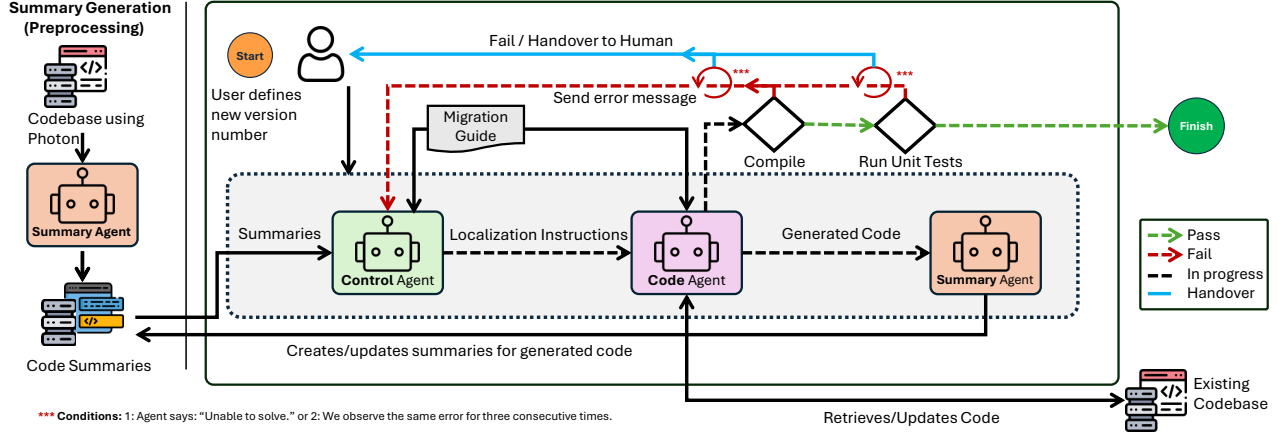 Summary Generation
(Preprocessing)
Codebase using
Photon
Summary Agent
Code Summaries
Start
User defines
new version
number
Fail / Handover to Human
***
***
Send error message
Migration
Guide
Compile
Run Unit Tests
Finish
Summaries
Control Agent
Localization Instructions
Code Agent
Generated Code
Summary Agent
Creates/updates summaries for generated code
Pass
Fail
In progress
Handover
Retrieves/Updates Code
Existing
Codebase
*** Conditions: 1: Agent says: “Unable to solve.” or 2: We observe the same error for three consecutive times.